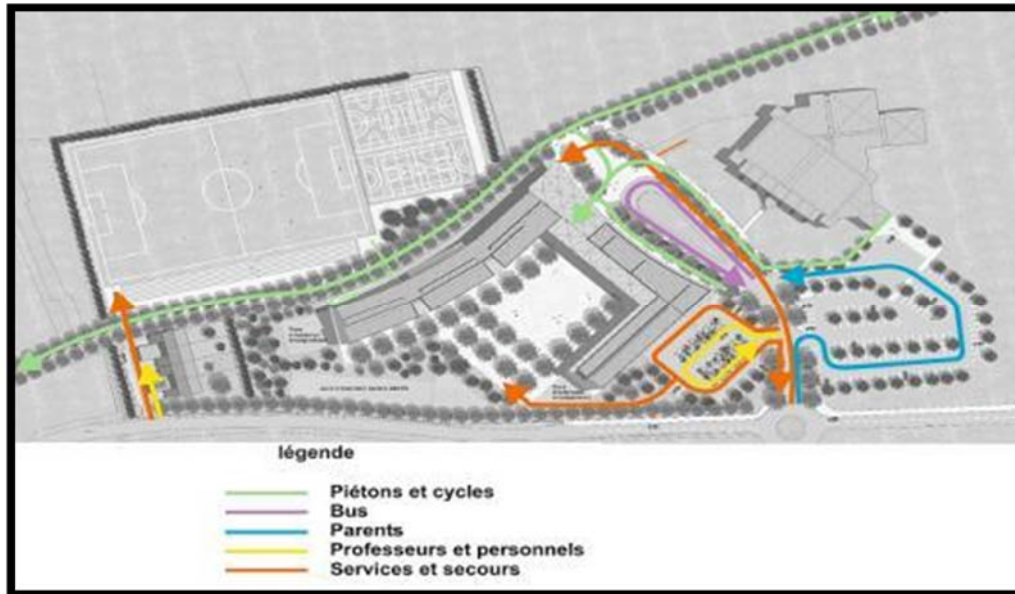 légende
Piétons et cycles
Bus
Parents
Professeurs et personnels
Services et secours